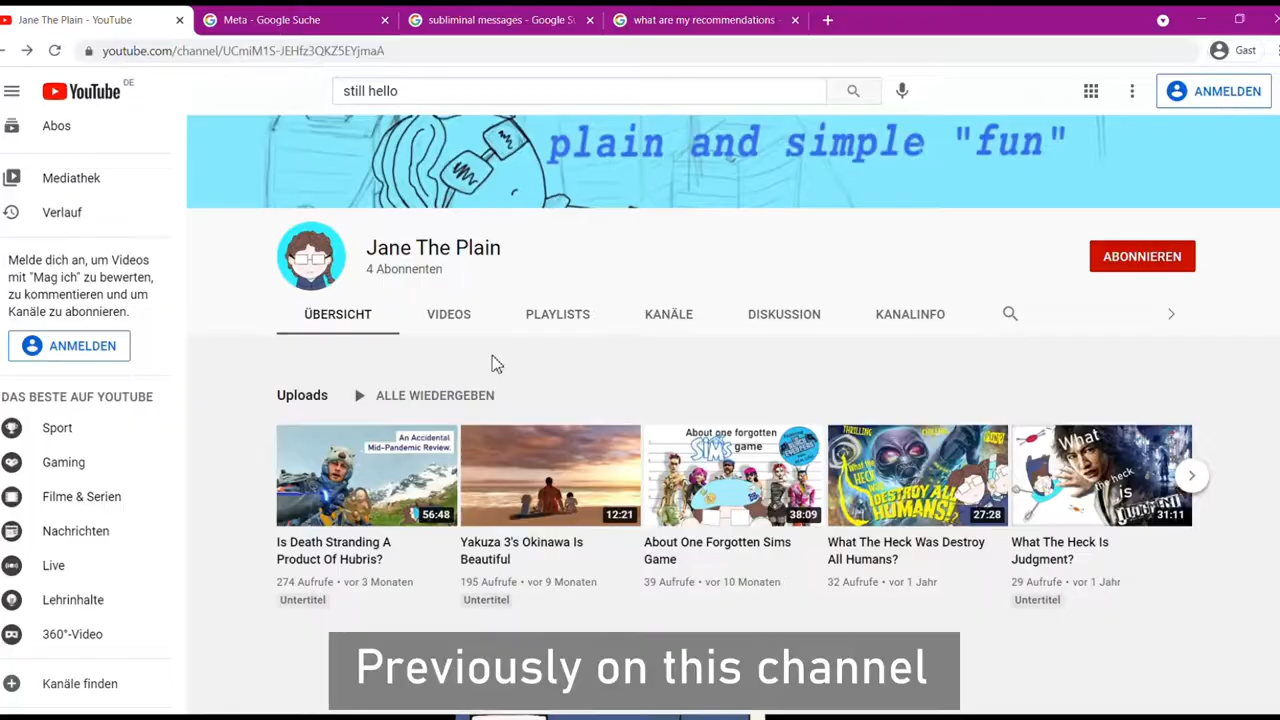 Jane The Plain - YouTube
Meta - Google Suche
subliminal messages - Google Su
what are my recommendations -
youtube.com/channel/UCmiM1S-JEHfz3QKZ5EYjmaA
Gast
YouTube DE
still hello
ANMELDEN
Abos
Mediathek
Verlauf
Melde dich an, um Videos
mit "Mag ich" zu bewerten,
zu kommentieren und um
Kanäle zu abonnieren.
ANMELDEN
DAS BESTE AUF YOUTUBE
Sport
Gaming
Filme & Serien
Nachrichten
Live
Lehrinhalte
360°-Video
Kanäle finden
plain and simple "fun"
Jane The Plain
4 Abonnenten
ABONNIEREN
ÜBERSICHT
VIDEOS
PLAYLISTS
KANÄLE
DISKUSSION
KANALINFO
Uploads
ALLE WIEDERGEBEN
An Accidental
Mid-Pandemic Review.
56:48
Is Death Stranding A
Product Of Hubris?
274 Aufrufe • vor 3 Monaten
Untertitel
12:21
Yakuza 3's Okinawa Is
Beautiful
195 Aufrufe • vor 9 Monaten
Untertitel
About one forgotten
SIMS
game
38:09
About One Forgotten Sims
Game
39 Aufrufe • vor 10 Monaten
THRILLING
What the
HECK
Was
DESTROY ALL
HUMANS!
27:28
What The Heck Was Destroy
All Humans?
32 Aufrufe • vor 1 Jahr
What
the heck
is
JUDGMENT?
31:11
What The Heck Is
Judgment?
29 Aufrufe • vor 1 Jahr
Untertitel
Previously on this channel